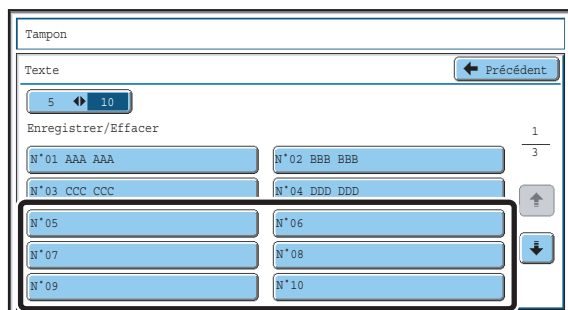 Tampon
Texte
Précédent
5 10
Enregistrer/Effacer
1
3
N°01 AAA AAA N°02 BBB BBB
N°03 CCC CCC N°04 DDD DDD
N°05 N°06
N°07 N°08
N°09 N°10